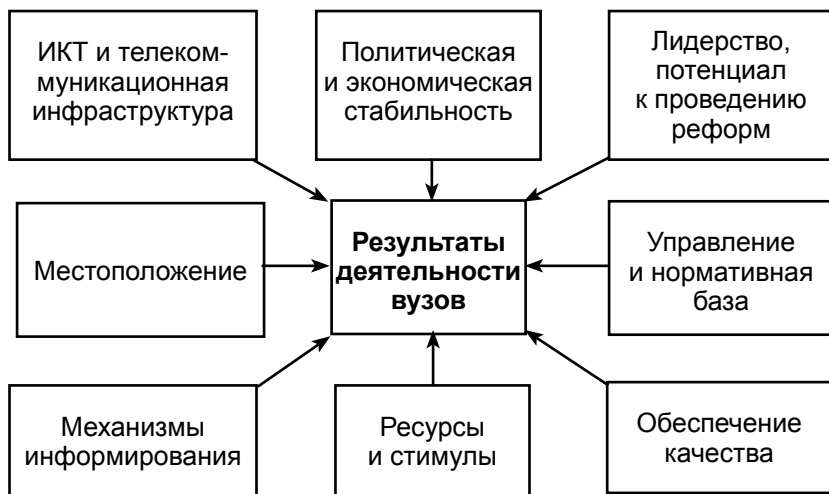 ИКТ и телеком-
муникационная
инфраструктура
Политическая
и экономическая
стабильность
Лидерство,
потенциал
к проведению
реформ
Местоположение
Результаты
деятельности
вузов
Управление
и нормативная
база
Механизмы
информирования
Ресурсы
и стимулы
Обеспечение
качества